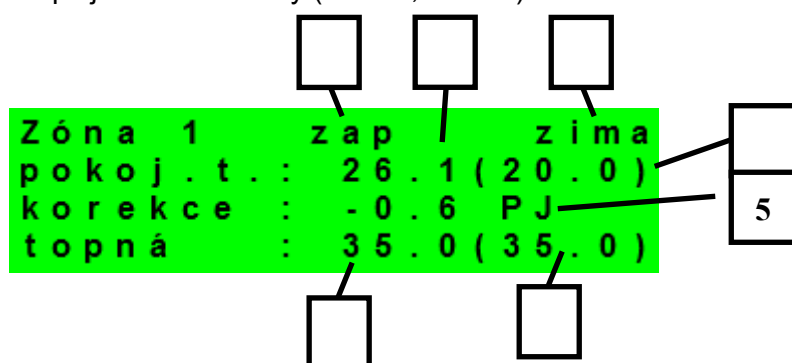 Zóna 1 zap zima
pokoj.t.: 26.1(20.0)
korekce : -0.6 PJ
5
topná : 35.0(35.0)